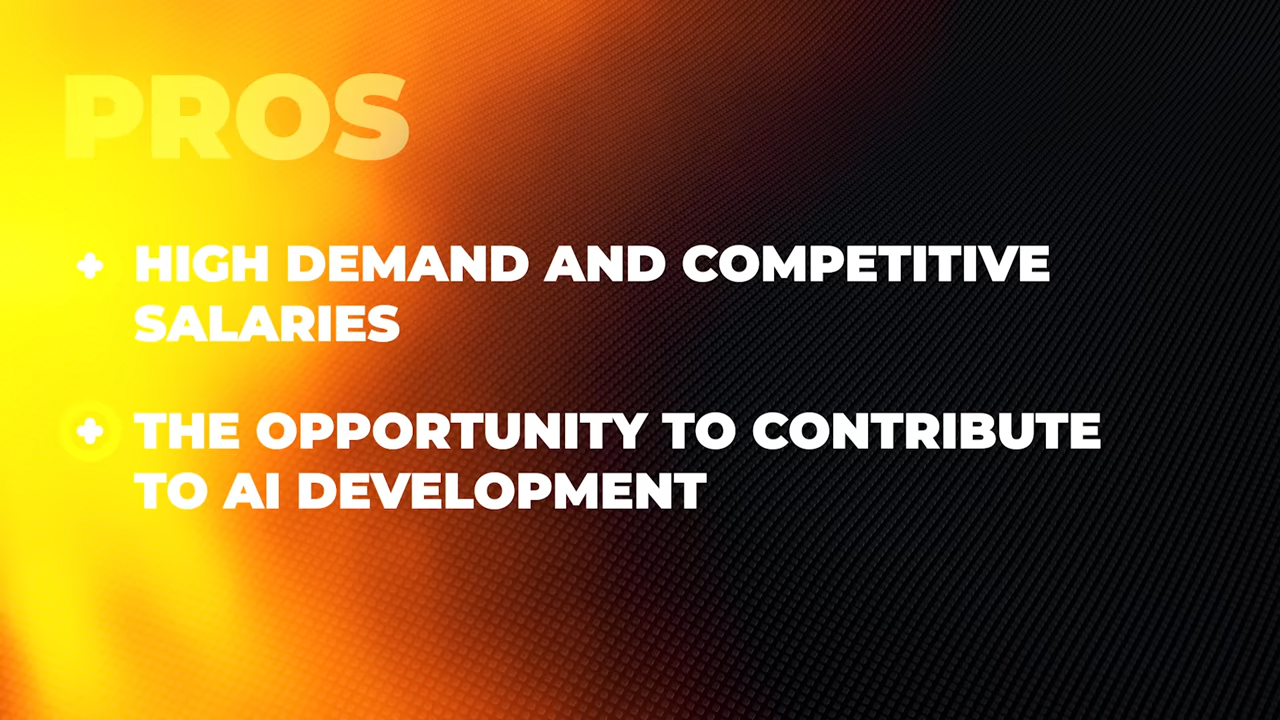 PROS
+ HIGH DEMAND AND COMPETITIVE
SALARIES
+ THE OPPORTUNITY TO CONTRIBUTE
TO AI DEVELOPMENT